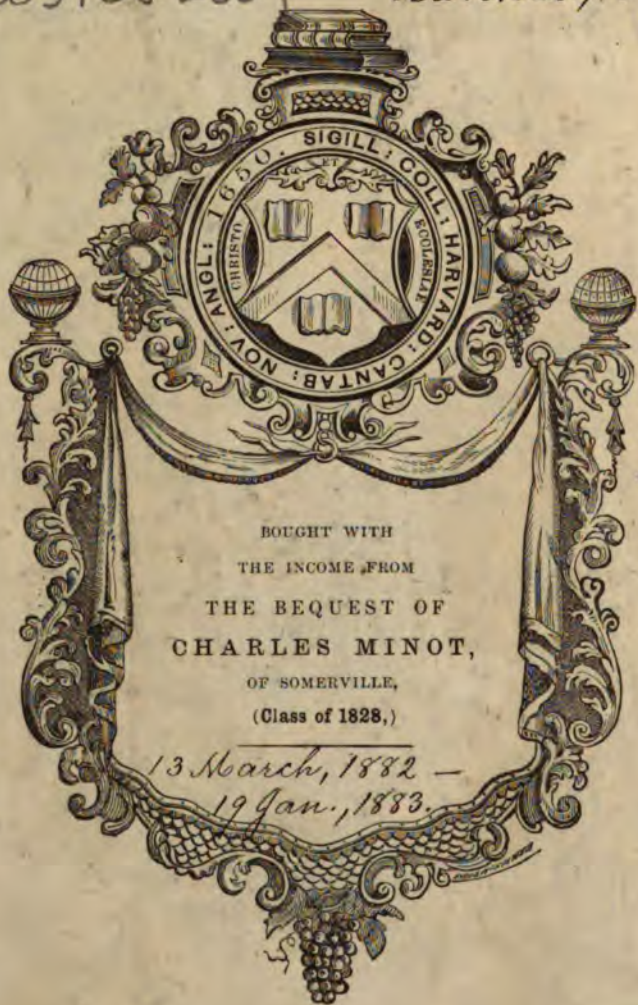 SIGILL: COLL: HARVARD: CANTAB: NOV: ANGL: 1650.
ET
CHRISTO
ECCLESIAE
BOUGHT WITH
THE INCOME FROM
THE BEQUEST OF
CHARLES MINOT,
OF SOMERVILLE,
(Class of 1828,)
13 March, 1882 —
19 Jan., 1883.